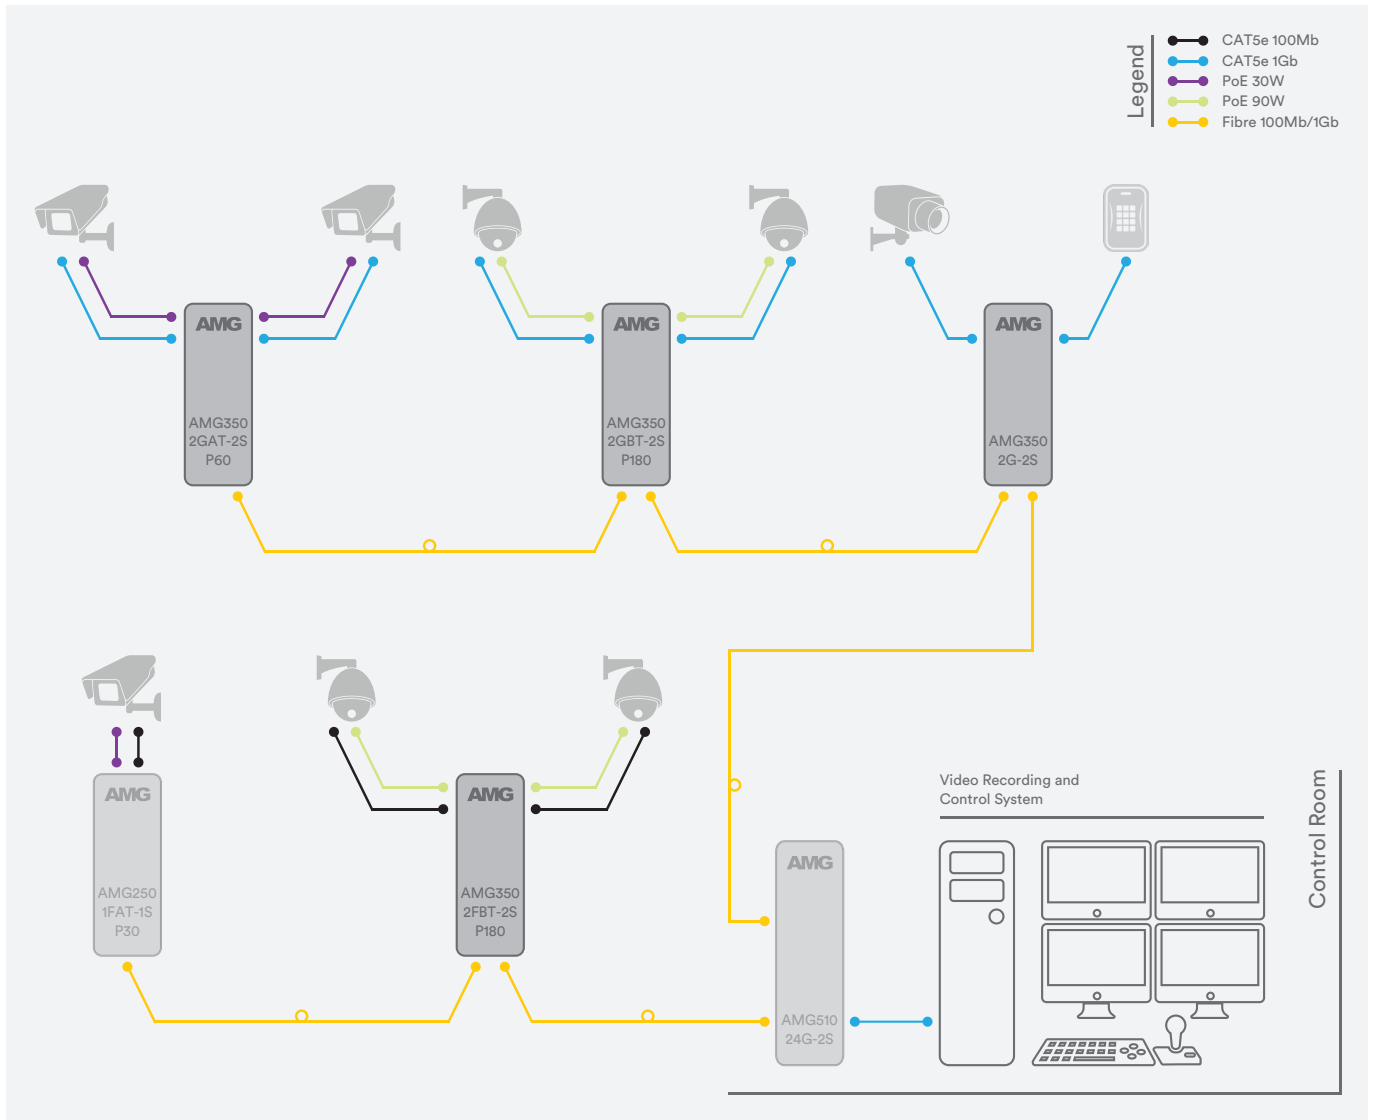 Legend
CAT5e 100Mb
CAT5e 1Gb
PoE 30W
PoE 90W
Fibre 100Mb/1Gb
AMG
AMG350
2GAT-2S
P60
AMG
AMG350
2GBT-2S
P180
AMG
AMG350
2G-2S
AMG
AMG250
1FAT-1S
P30
AMG
AMG350
2FBT-2S
P180
AMG
AMG510
24G-2S
Video Recording and
Control System
Control Room